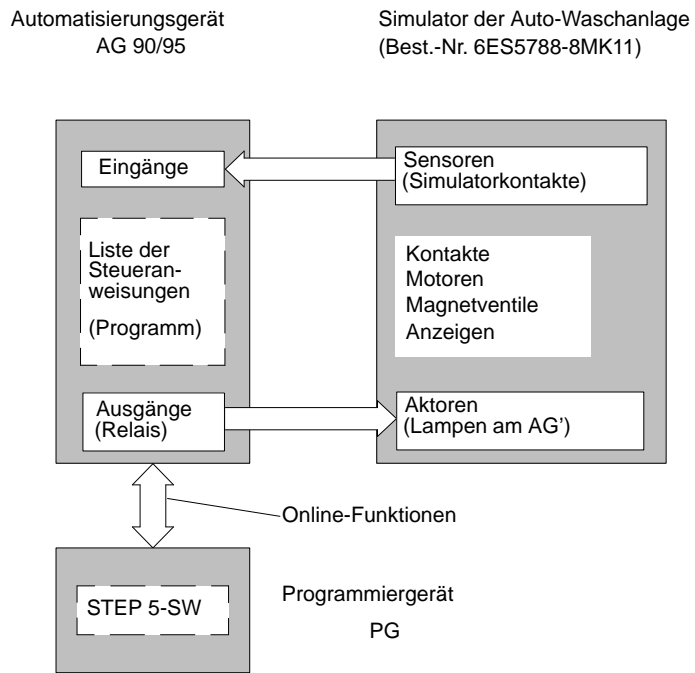 Automatisierungsgerät
AG 90/95
Simulator der Auto-Waschanlage
(Best.-Nr. 6ES5788-8MK11)
Eingänge
Sensoren
(Simulatorkontakte)
Liste der
Steueran-
weisungen
(Programm)
Kontakte
Motoren
Magnetventile
Anzeigen
Ausgänge
(Relais)
Aktoren
(Lampen am AG’)
Online-Funktionen
STEP 5-SW
Programmiergerät
PG